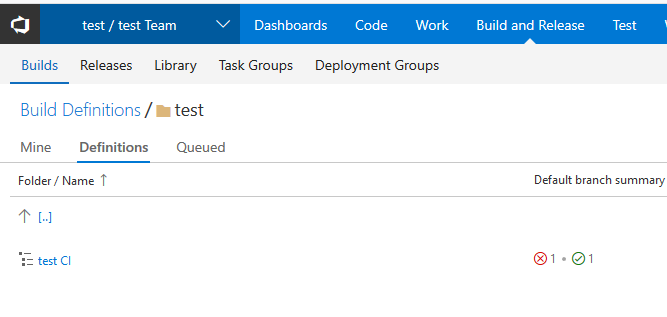 test / test Team Dashboards Code Work Build and Release Test
Builds Releases Library Task Groups Deployment Groups
Build Definitions / test
Mine Definitions Queued
Folder / Name ↑ Default branch summary
↑ [..]
test CI 1 • 1